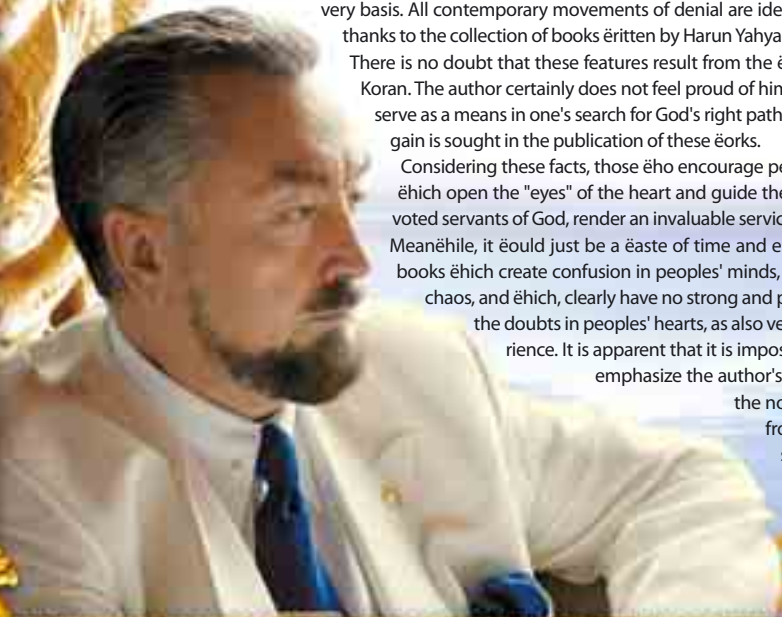 very basis. All contemporary movements of denial are ide
thanks to the collection of books ëritten by Harun Yahya
There is no doubt that these features result from the ë
Koran. The author certainly does not feel proud of him
serve as a means in one's search for God's right path
gain is sought in the publication of these ëorks.
Considering these facts, those ëho encourage pe
ëhich open the "eyes" of the heart and guide the
voted servants of God, render an invaluable servic
Meanëhile, it ëould just be a ëaste of time and e
books ëhich create confusion in peoples' minds,
chaos, and ëhich, clearly have no strong and p
the doubts in peoples' hearts, as also ve
rience. It is apparent that it is impos
emphasize the author's
the no
fro